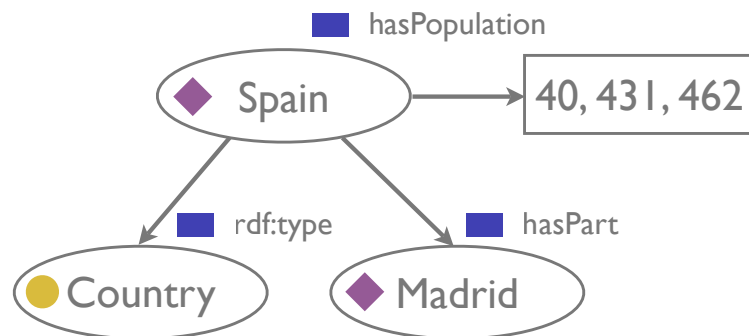 hasPopulation
Spain
40, 431, 462
rdf:type
hasPart
Country
Madrid